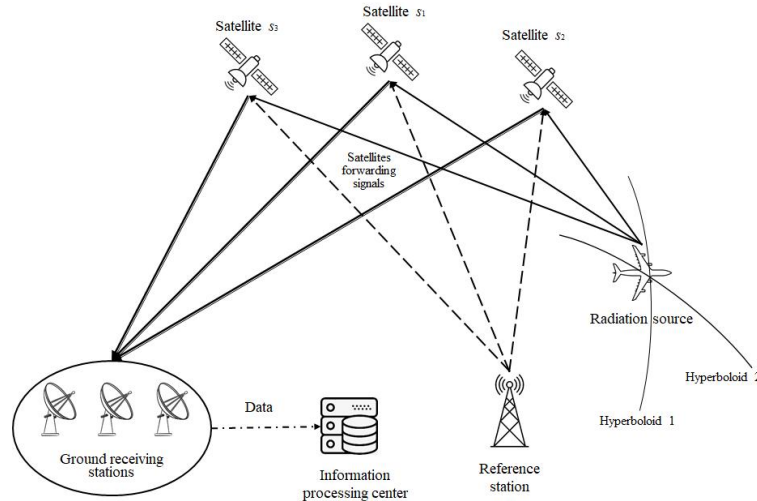 Satellite s₃
Satellite s₁
Satellite s₂
Satellites
forwarding
signals
Radiation source
Hyperboloid 2
Hyperboloid 1
Data
Ground receiving
stations
Information
processing center
Reference
station